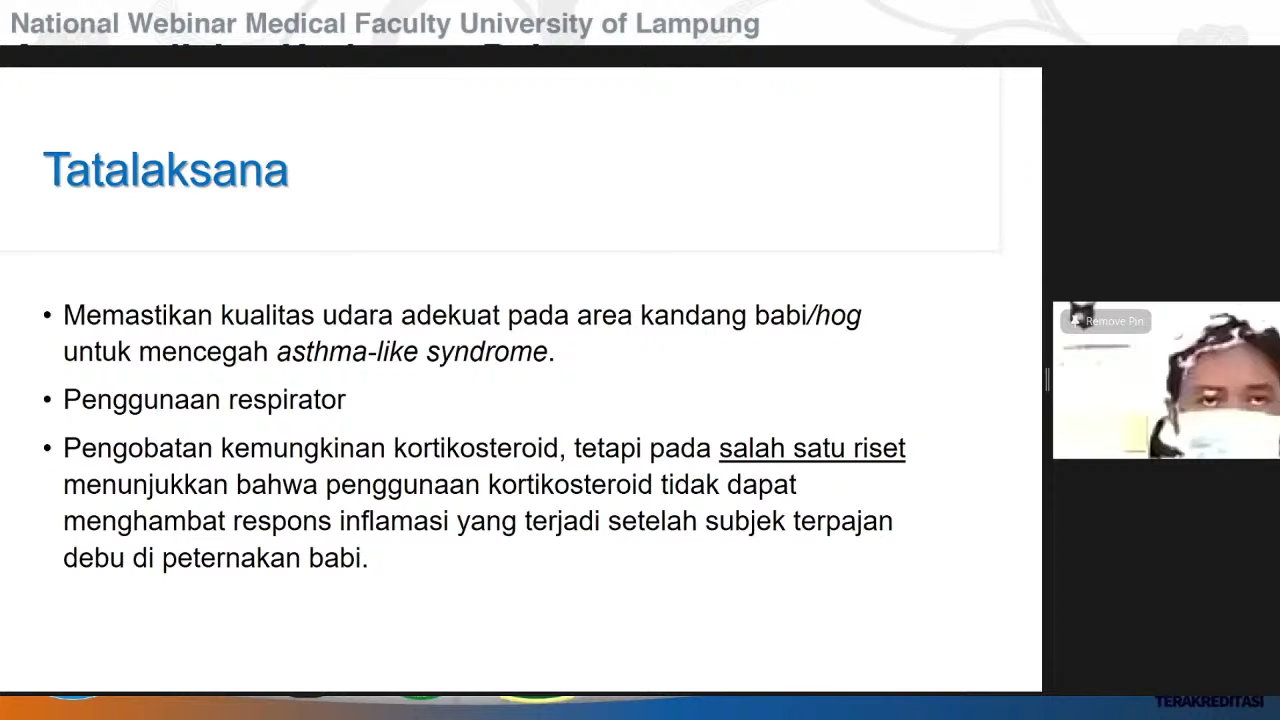 National Webinar Medical Faculty University of Lampung
Tatalaksana
• Memastikan kualitas udara adekuat pada area kandang babi/hog
untuk mencegah asthma-like syndrome.
• Penggunaan respirator
• Pengobatan kemungkinan kortikosteroid, tetapi pada salah satu riset
menunjukkan bahwa penggunaan kortikosteroid tidak dapat
menghambat respons inflamasi yang terjadi setelah subjek terpajan
debu di peternakan babi.
Remove Pin
TERAKREDITASI